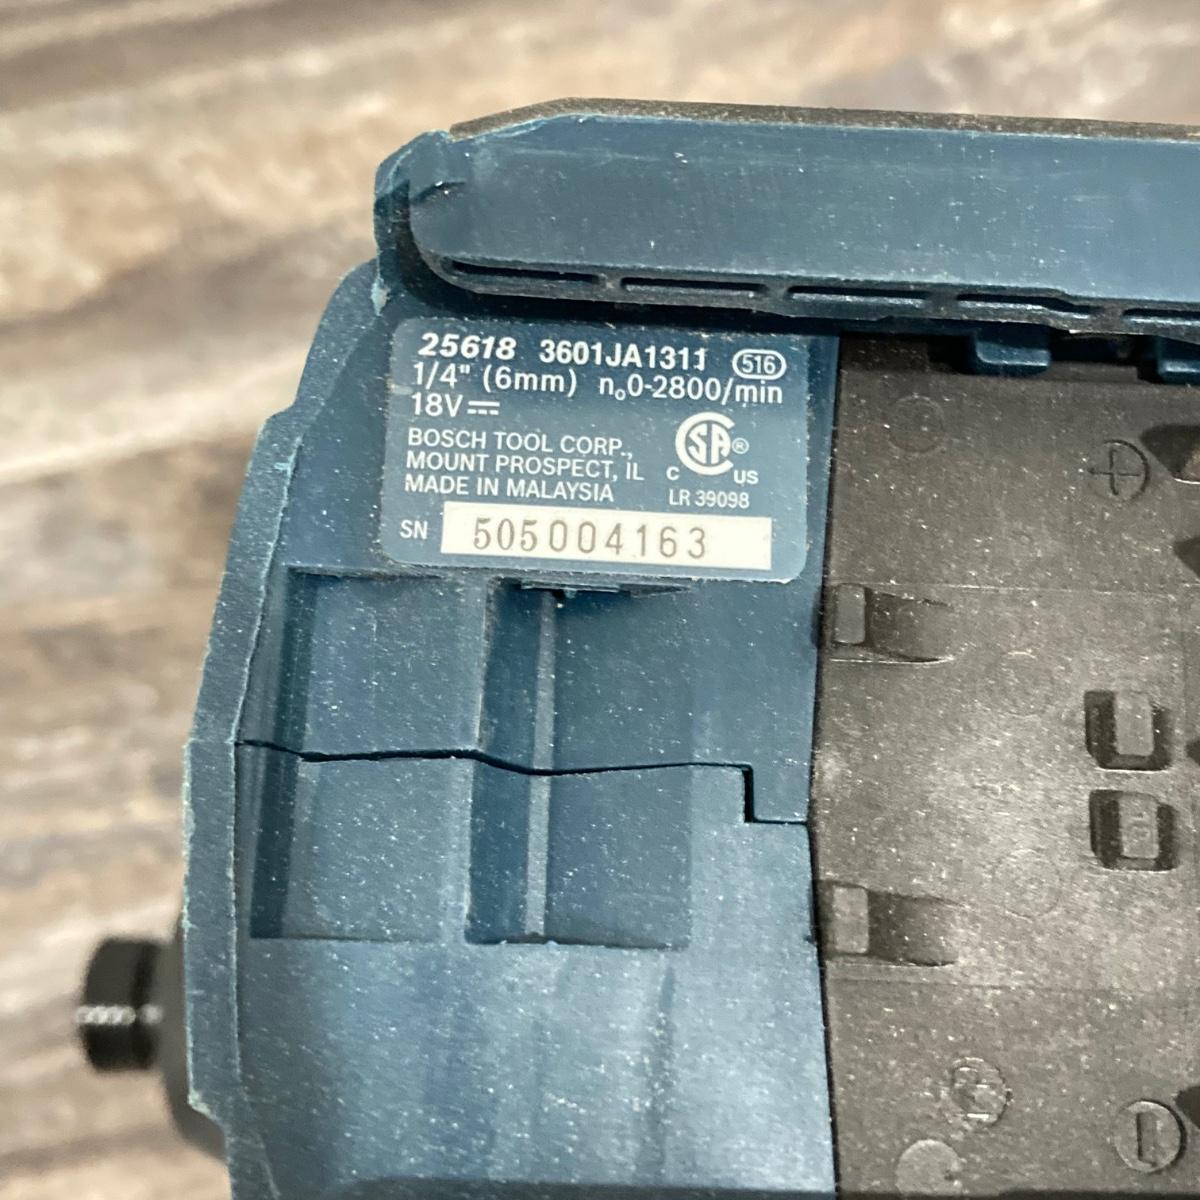 25618 3601JA1311 516
1/4" (6mm) n₀0-2800/min
18V⎓
BOSCH TOOL CORP.,
MOUNT PROSPECT, IL
MADE IN MALAYSIA
C SA® US
LR 39098
SN 505004163